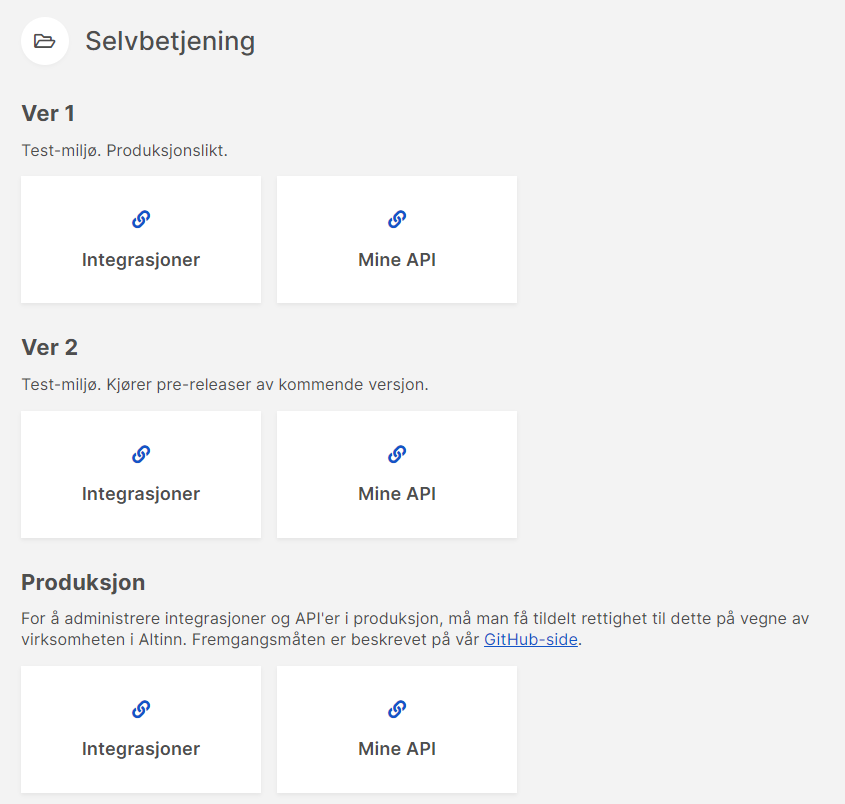 Selvbetjening
Ver 1
Test-miljø. Produksjonslikt.
Integrasjoner
Mine API
Ver 2
Test-miljø. Kjører pre-releaser av kommende versjon.
Integrasjoner
Mine API
Produksjon
For å administrere integrasjoner og API'er i produksjon, må man få tildelt rettighet til dette på vegne av
virksomheten i Altinn. Fremgangsmåten er beskrevet på vår GitHub-side.
Integrasjoner
Mine API